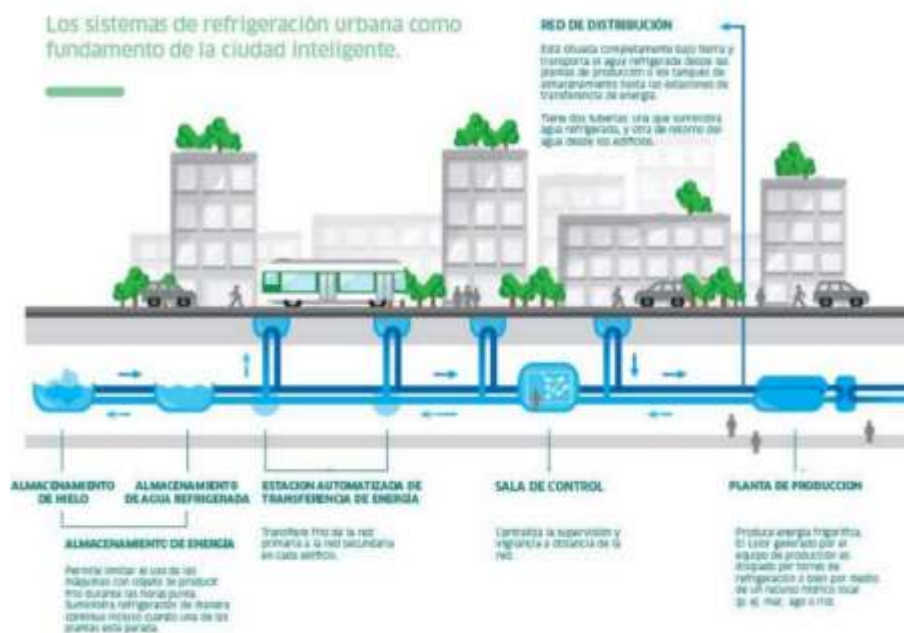 Los sistemas de refrigeración urbana como
fundamento de la ciudad inteligente.
RED DE DISTRIBUCIÓN
Está situada completamente bajo tierra y
transporta el agua refrigerada desde las
plantas de producción o los tanques de
almacenamiento hasta las estaciones de
transferencia de energía.
Tiene dos tuberías: una que suministra
agua refrigerada, y otra de retorno del
agua desde los edificios.
ALMACENAMIENTO
DE HIELO
ALMACENAMIENTO
DE AGUA REFRIGERADA
ALMACENAMIENTO DE ENERGÍA
Permite limitar el uso de las
máquinas con objeto de producir
frío durante las horas punta.
Suministra refrigeración de manera
continua incluso cuando una de las
plantas está parada.
ESTACION AUTOMATIZADA DE
TRANSFERENCIA DE ENERGÍA
Transfiere frío de la red
primaria a la red secundaria
en cada edificio.
SALA DE CONTROL
Centraliza la supervisión y
vigilancia a distancia de la
red.
PLANTA DE PRODUCCION
Produce energía frigorífica.
El calor generado por el
equipo de producción es
disipado por torres de
refrigeración o bien por medio
de un recurso hídrico local
(p. ej. mar, lago o río).